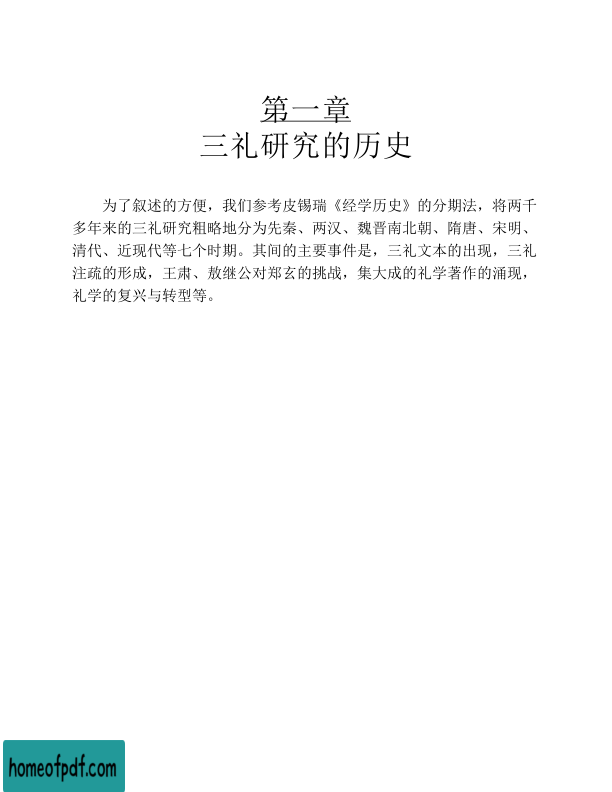 第一章
三礼研究的历史
为了叙述的方便，我们参考皮锡瑞《经学历史》的分期法，将两千
多年来的三礼研究粗略地分为先秦、两汉、魏晋南北朝、隋唐、宋明、
清代、近现代等七个时期。其间的主要事件是，三礼文本的出现，三礼
注疏的形成，王肃、敖继公对郑玄的挑战，集大成的礼学著作的涌现，
礼学的复兴与转型等。
homeofpdf.com